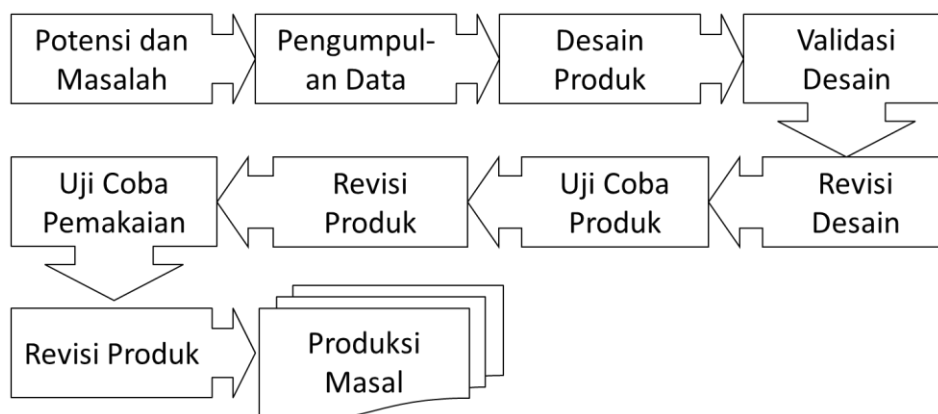 Potensi dan
Masalah
Pengumpul-
an Data
Desain
Produk
Validasi
Desain
Revisi
Desain
Uji Coba
Produk
Revisi
Produk
Uji Coba
Pemakaian
Revisi Produk
Produksi
Masal